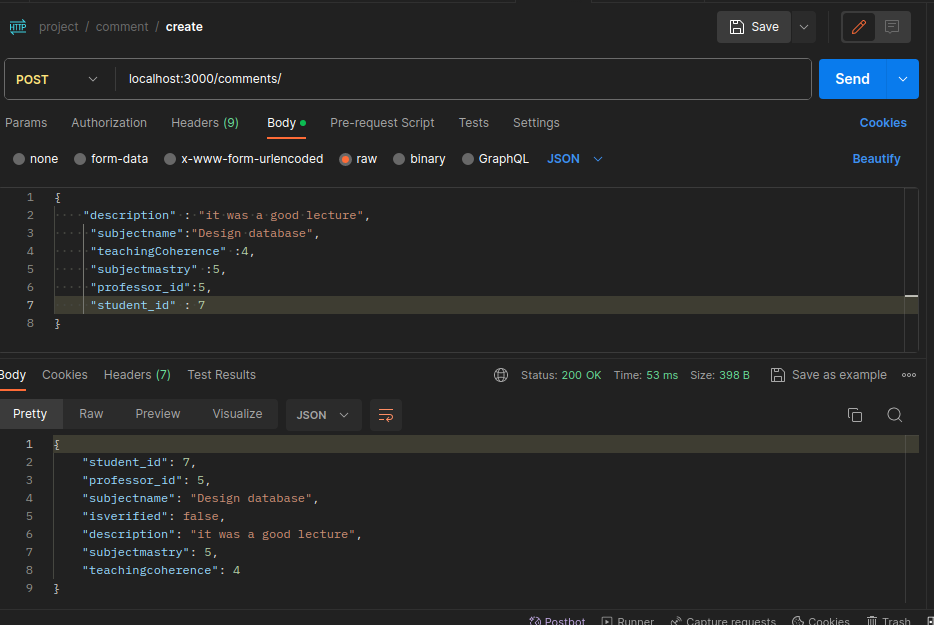 HTTP project / comment / create Save
POST localhost:3000/comments/ Send
Params Authorization Headers (9) Body Pre-request Script Tests Settings Cookies
none form-data x-www-form-urlencoded raw binary GraphQL JSON Beautify
1 {
2 ····"description"·:·"it·was·a·good·lecture",
3 ·····"subjectname":"Design·database",
4 ·····"teachingCoherence"·:4,
5 ·····"subjectmastry"·:5,
6 ·····"professor_id":5,
7 ·····"student_id"·:·7
8 }
Body Cookies Headers (7) Test Results Status: 200 OK Time: 53 ms Size: 398 B Save as example
Pretty Raw Preview Visualize JSON
1 {
2 "student_id": 7,
3 "professor_id": 5,
4 "subjectname": "Design database",
5 "isverified": false,
6 "description": "it was a good lecture",
7 "subjectmastry": 5,
8 "teachingcoherence": 4
9 }
Postbot Runner Capture requests Cookies Trash